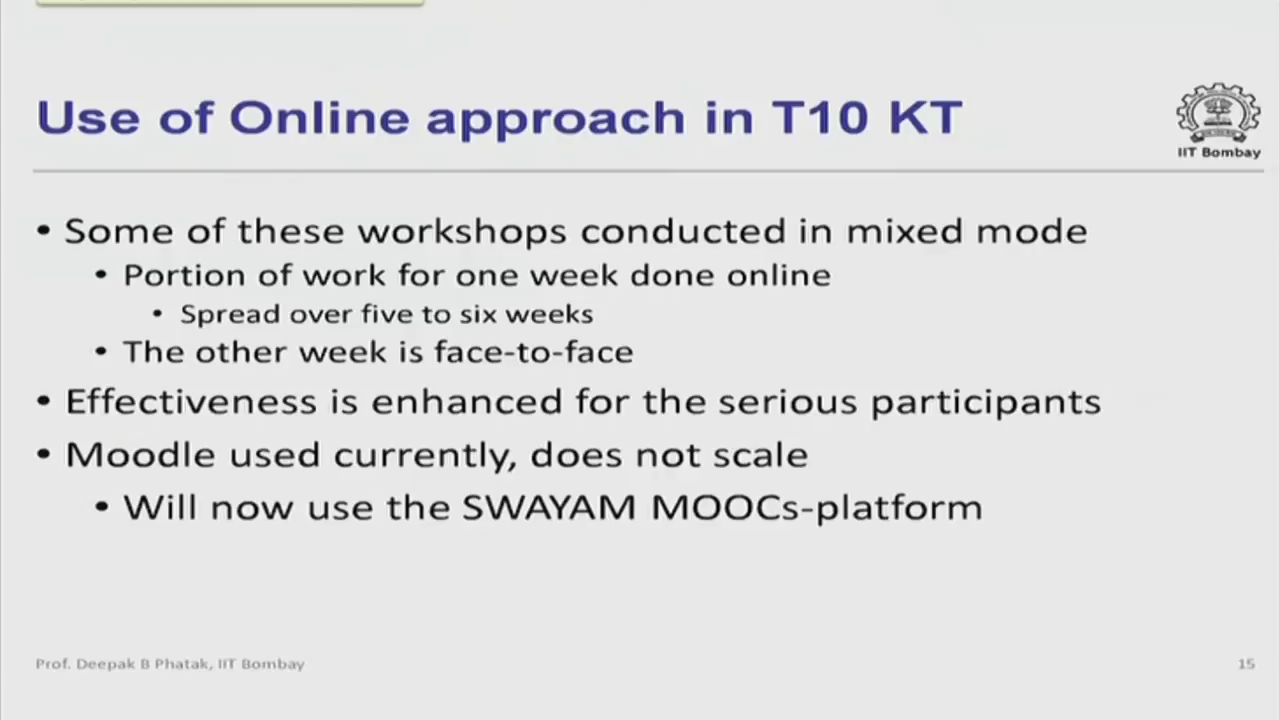 Use of Online approach in T10 KT
IIT Bombay
• Some of these workshops conducted in mixed mode
• Portion of work for one week done online
• Spread over five to six weeks
• The other week is face-to-face
• Effectiveness is enhanced for the serious participants
• Moodle used currently, does not scale
• Will now use the SWAYAM MOOCs-platform
Prof. Deepak B Phatak, IIT Bombay
15